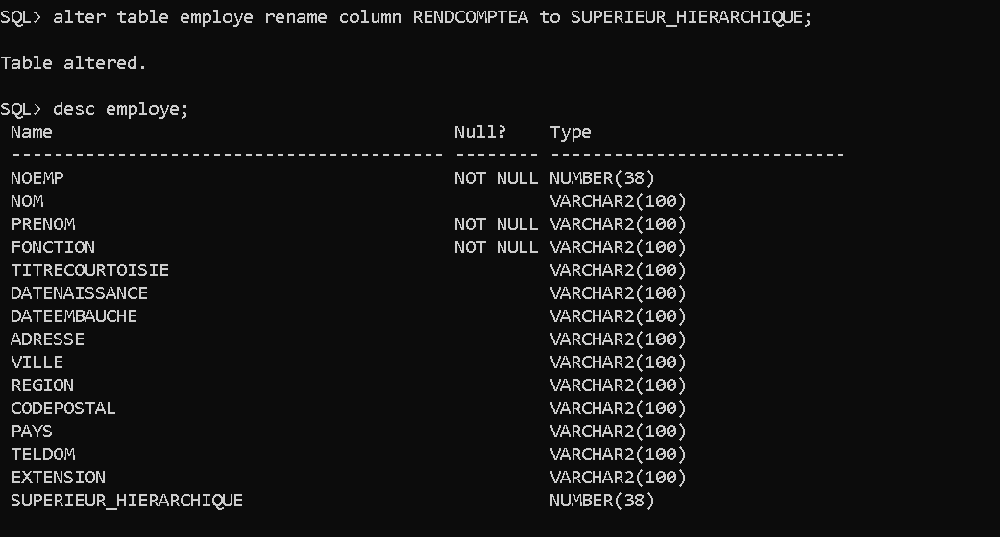 SQL> alter table employe rename column RENDCOMPTEA to SUPERIEUR_HIERARCHIQUE;
Table altered.
SQL> desc employe;
Name Null? Type
----------------------------------------- -------- ----------------------------
NOEMP NOT NULL NUMBER(38)
NOM VARCHAR2(100)
PRENOM NOT NULL VARCHAR2(100)
FONCTION NOT NULL VARCHAR2(100)
TITRECOURTOISIE VARCHAR2(100)
DATENAISSANCE VARCHAR2(100)
DATEEMBAUCHE VARCHAR2(100)
ADRESSE VARCHAR2(100)
VILLE VARCHAR2(100)
REGION VARCHAR2(100)
CODEPOSTAL VARCHAR2(100)
PAYS VARCHAR2(100)
TELDOM VARCHAR2(100)
EXTENSION VARCHAR2(100)
SUPERIEUR_HIERARCHIQUE NUMBER(38)